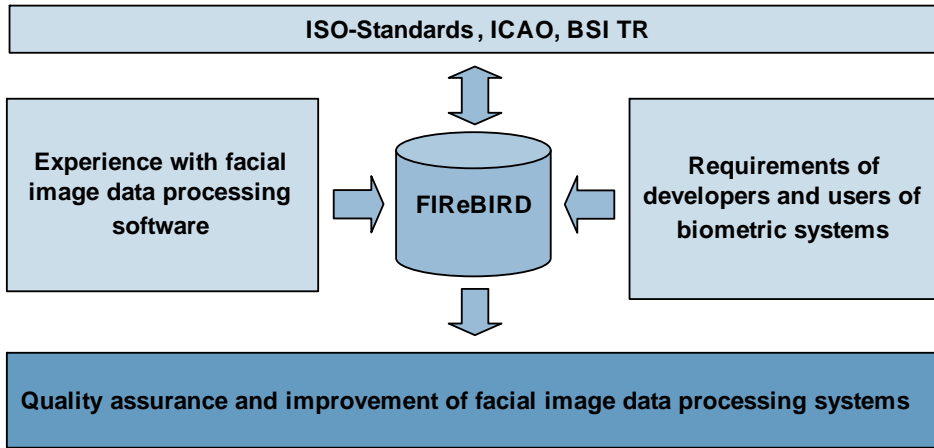 ISO-Standards, ICAO, BSI TR
Experience with facial
image data processing
software
FIReBIRD
Requirements of
developers and users of
biometric systems
Quality assurance and improvement of facial image data processing systems